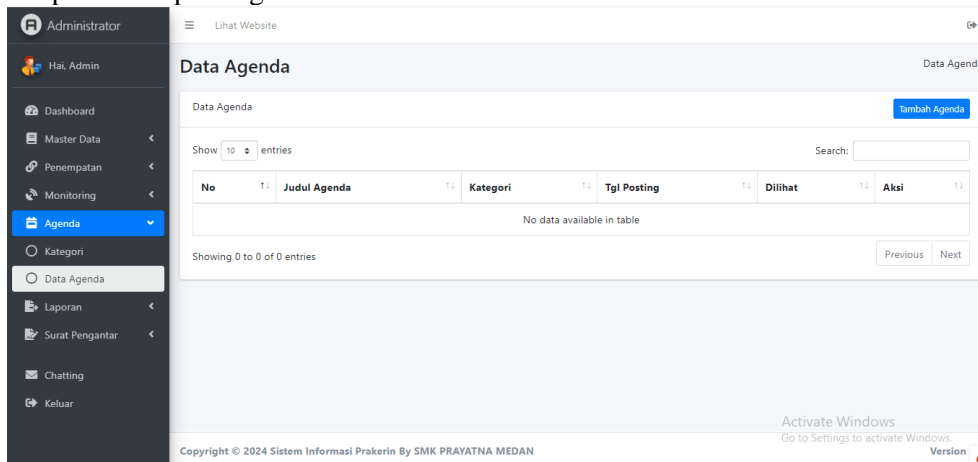 Administrator
Lihat Website
Hai, Admin
Data Agenda
Data Agend
Dashboard
Data Agenda
Tambah Agenda
Master Data
Show 10 entries
Search:
Penempatan
Monitoring
No Judul Agenda Kategori Tgl Posting Dilihat Aksi
Agenda
No data available in table
Kategori
Showing 0 to 0 of 0 entries
Previous Next
Data Agenda
Laporan
Surat Pengantar
Chatting
Keluar
Activate Windows
Go to Settings to activate Windows.
Copyright © 2024 Sistem Informasi Prakerin By SMK PRAYATNA MEDAN
Version